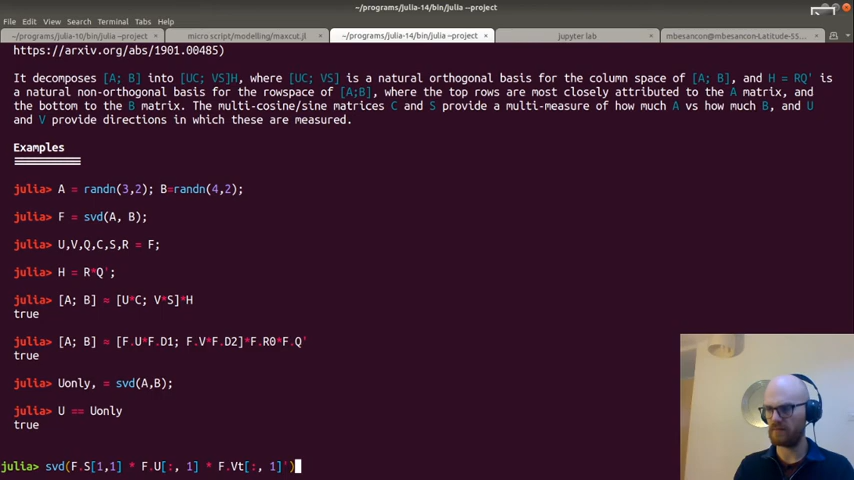 ~/programs/julia-14/bin/julia --project
File Edit View Search Terminal Tabs Help
~/programs/julia-10/bin/julia --project × micro script/modelling/maxcut.jl × ~/programs/julia-14/bin/julia --project × jupyter lab × mbesancon@mbesancon-Latitude-55... ×
https://arxiv.org/abs/1901.00485)
It decomposes [A; B] into [UC; VS]H, where [UC; VS] is a natural orthogonal basis for the column space of [A; B], and H = RQ' is
a natural non-orthogonal basis for the rowspace of [A;B], where the top rows are most closely attributed to the A matrix, and
the bottom to the B matrix. The multi-cosine/sine matrices C and S provide a multi-measure of how much A vs how much B, and U
and V provide directions in which these are measured.
Examples
julia> A = randn(3,2); B=randn(4,2);
julia> F = svd(A, B);
julia> U,V,Q,C,S,R = F;
julia> H = R*Q';
julia> [A; B] ≈ [U*C; V*S]*H
true
julia> [A; B] ≈ [F.U*F.D1; F.V*F.D2]*F.R0*F.Q'
true
julia> Uonly, = svd(A,B);
julia> U == Uonly
true
julia> svd(F.S[1,1] * F.U[:, 1] * F.Vt[:, 1]')